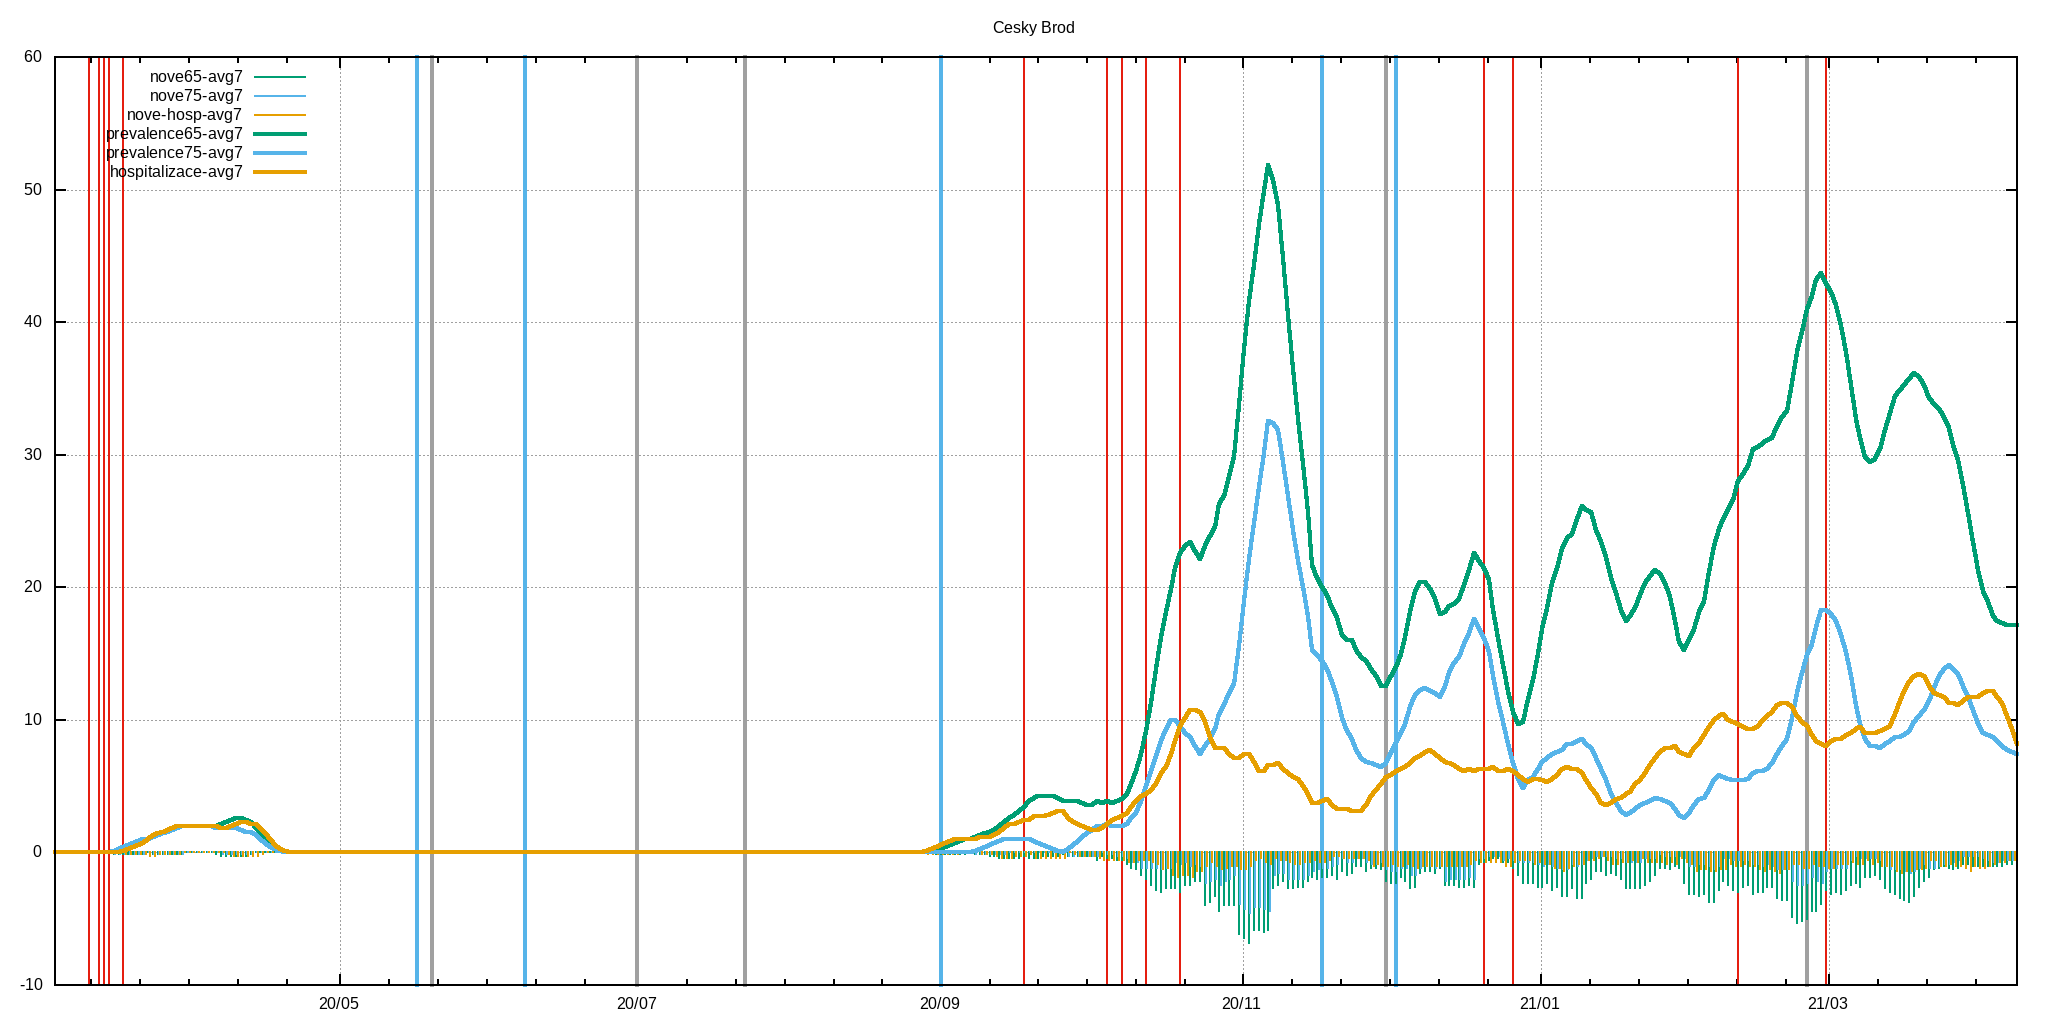 Cesky Brod
60
nove65-avg7
nove75-avg7
nove-hosp-avg7
prevalence65-avg7
prevalence75-avg7
hospitalizace-avg7
50
40
30
20
10
0
-10
20/05 20/07 20/09 20/11 21/01 21/03